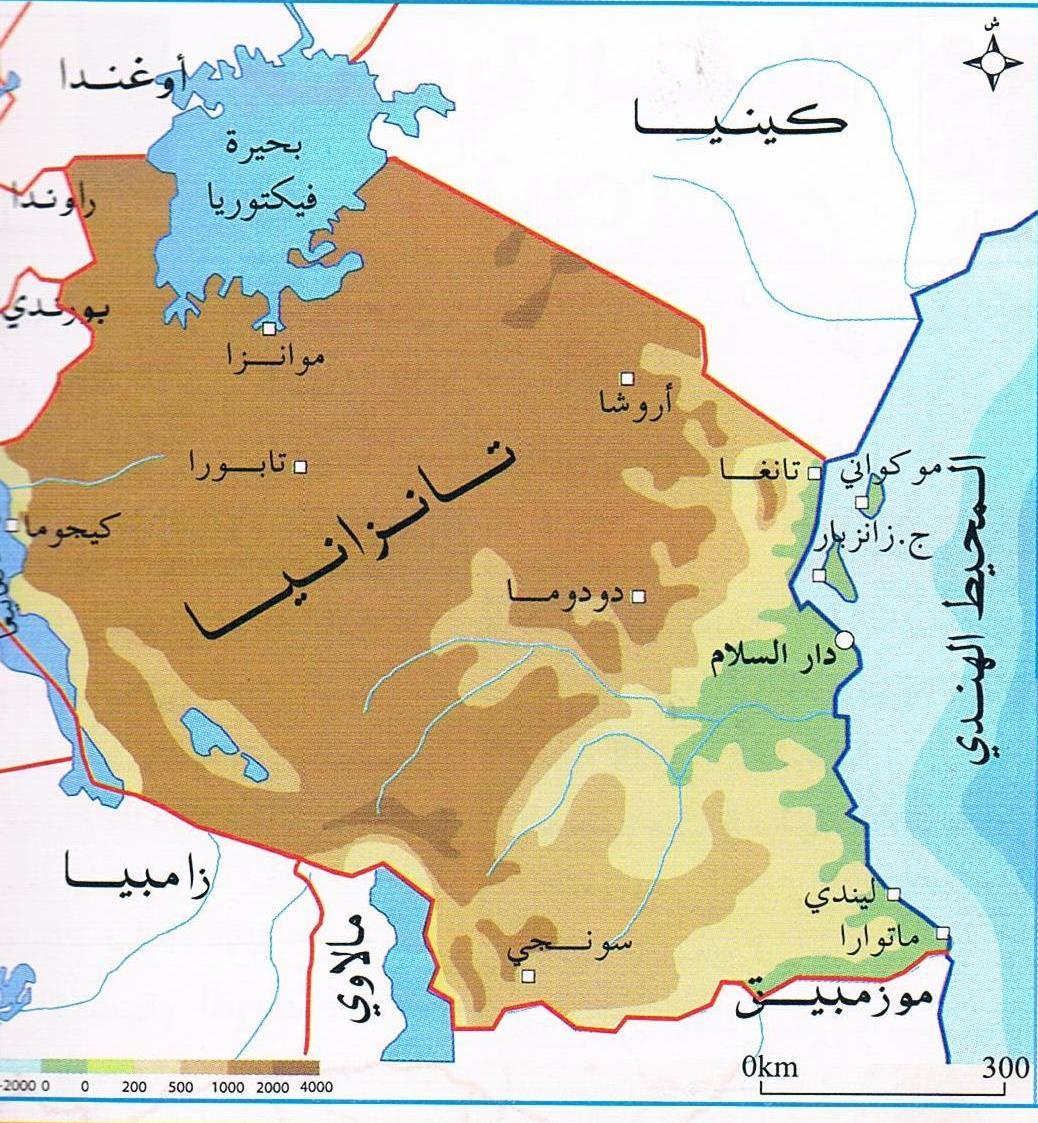 ش
أوغندا
كينيا
بحيرة
فيكتوريا
راوندا
بورندي
موانزا
أروشا
تابورا
تانغا
موكواني
كيجوما
تانزانيا
ج.زانزبار
المحيط الهندي
دودوما
دار السلام
زامبيا
ليندي
ماتوارا
سونجي
مالاوي
موزمبيق
0km 300
-2000 0 0 200 500 1000 2000 4000